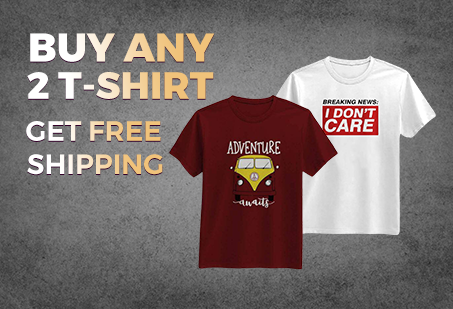 BUY ANY
2 T-SHIRT
GET FREE
SHIPPING
ADVENTURE
awaits
BREAKING NEWS:
I DON'T
CARE